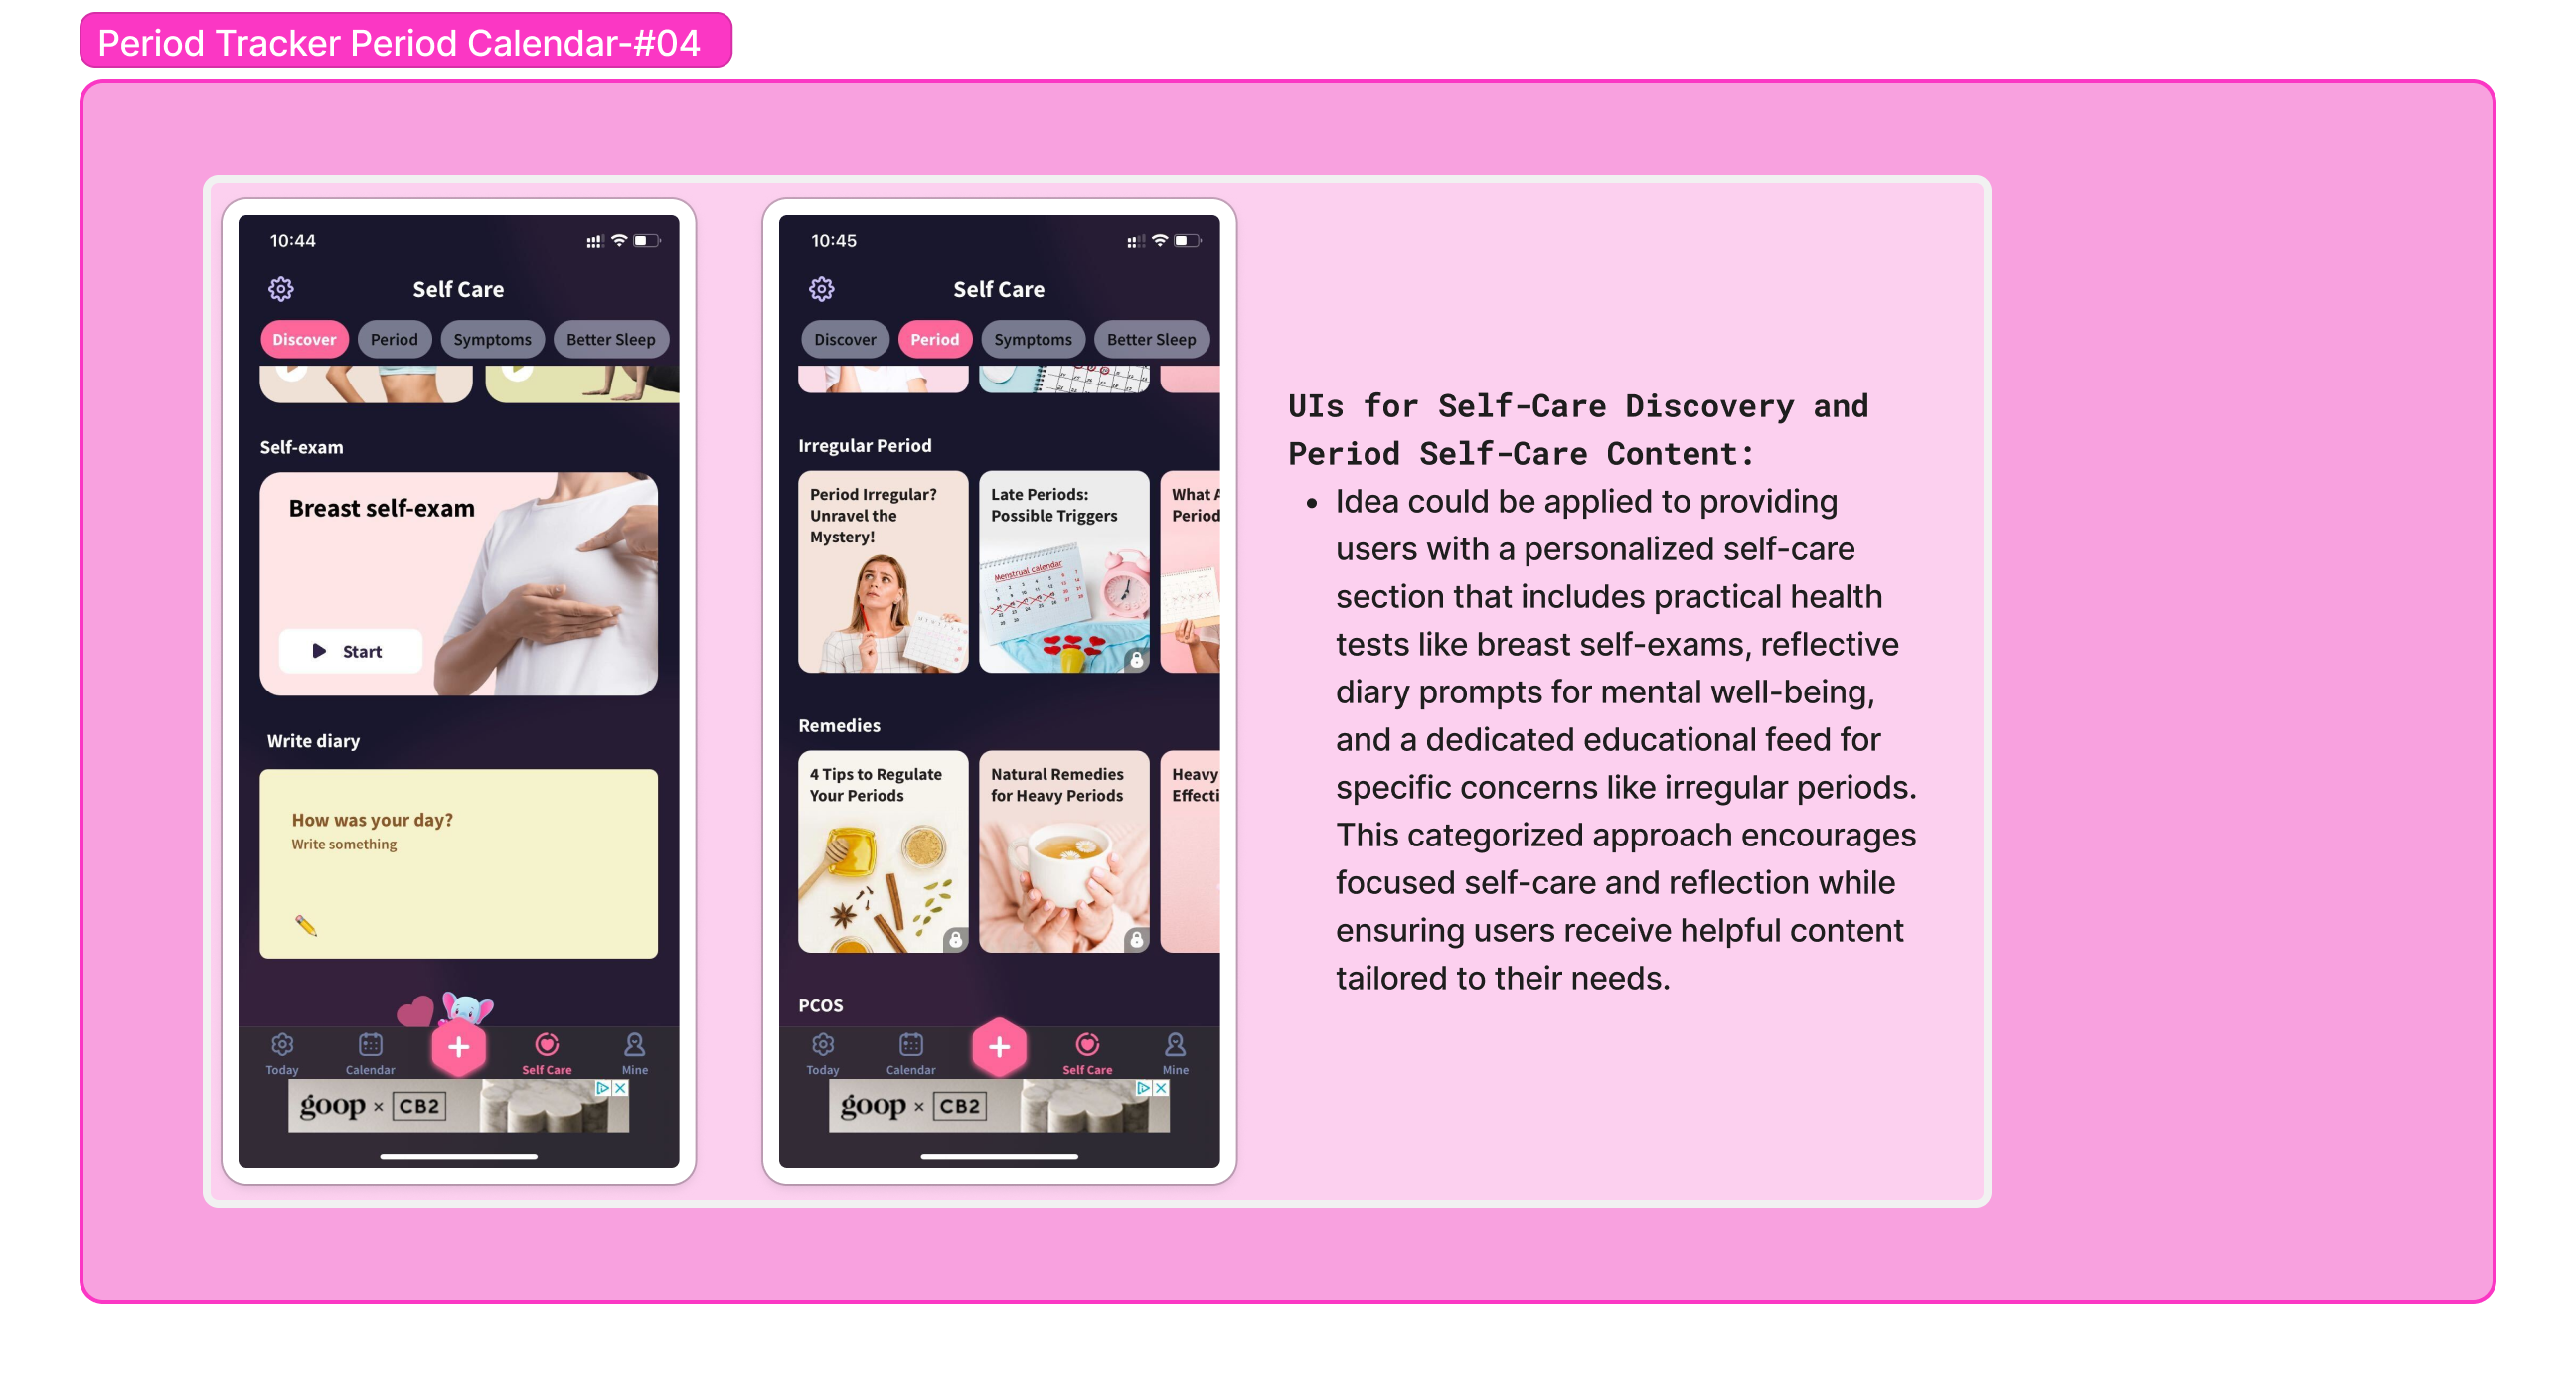 Period Tracker Period Calendar-#04
10:44
Self Care
Discover
Period
Symptoms
Better Sleep
Self-exam
Breast self-exam
Start
Write diary
How was your day?
Write something
Today
Calendar
Self Care
Mine
goop × CB2
10:45
Self Care
Discover
Period
Symptoms
Better Sleep
Irregular Period
Period Irregular?
Unravel the
Mystery!
Late Periods:
Possible Triggers
Menstrual calendar
What
Period
Remedies
4 Tips to Regulate
Your Periods
Natural Remedies
for Heavy Periods
Heavy
Effecti
PCOS
Today
Calendar
Self Care
Mine
goop × CB2
UIs for Self-Care Discovery and
Period Self-Care Content:
• Idea could be applied to providing
users with a personalized self-care
section that includes practical health
tests like breast self-exams, reflective
diary prompts for mental well-being,
and a dedicated educational feed for
specific concerns like irregular periods.
This categorized approach encourages
focused self-care and reflection while
ensuring users receive helpful content
tailored to their needs.